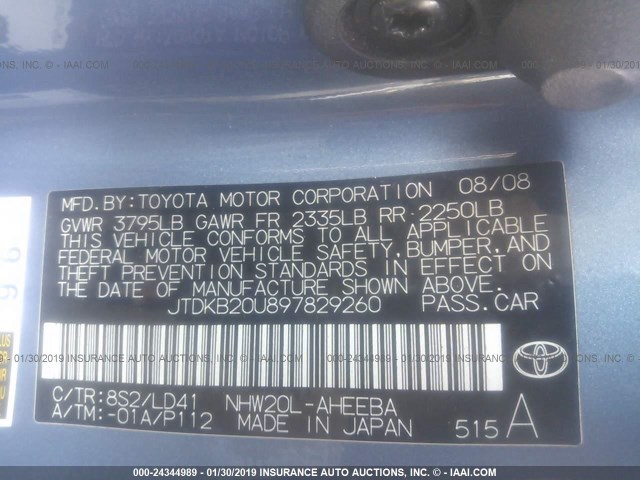 MFD.BY:TOYOTA MOTOR CORPORATION 08/08
GVWR 3795LB GAWR FR 2335LB RR 2250LB
THIS VEHICLE CONFORMS TO ALL APPLICABLE
FEDERAL MOTOR VEHICLE SAFETY,BUMPER,AND
THEFT PREVENTION STANDARDS IN EFFECT ON
THE DATE OF MANUFACTURE SHOWN ABOVE.
JTDKB20U897829260 PASS.CAR
C/TR:8S2/LD41 NHW20L-AHEEBA
A/TM:-01A/P112 MADE IN JAPAN 515 A
000-24344989 - 01/30/2019 INSURANCE AUTO AUCTIONS, INC. - © IAAI.COM